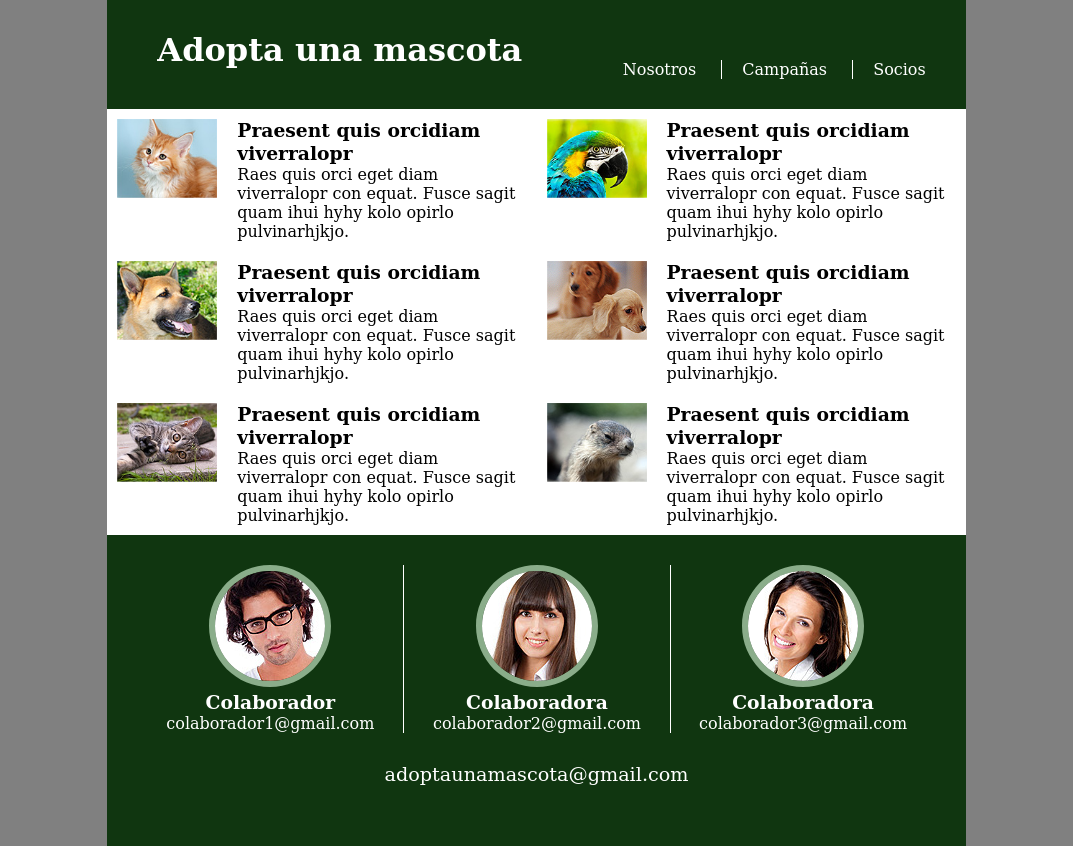 Adopta una mascota
Nosotros
Campañas
Socios
Praesent quis orcidiam
viverralopr
Raes quis orci eget diam
viverralopr con equat. Fusce sagit
quam ihui hyhy kolo opirlo
pulvinarhjkjo.
Praesent quis orcidiam
viverralopr
Raes quis orci eget diam
viverralopr con equat. Fusce sagit
quam ihui hyhy kolo opirlo
pulvinarhjkjo.
Praesent quis orcidiam
viverralopr
Raes quis orci eget diam
viverralopr con equat. Fusce sagit
quam ihui hyhy kolo opirlo
pulvinarhjkjo.
Praesent quis orcidiam
viverralopr
Raes quis orci eget diam
viverralopr con equat. Fusce sagit
quam ihui hyhy kolo opirlo
pulvinarhjkjo.
Praesent quis orcidiam
viverralopr
Raes quis orci eget diam
viverralopr con equat. Fusce sagit
quam ihui hyhy kolo opirlo
pulvinarhjkjo.
Praesent quis orcidiam
viverralopr
Raes quis orci eget diam
viverralopr con equat. Fusce sagit
quam ihui hyhy kolo opirlo
pulvinarhjkjo.
Colaborador
colaborador1@gmail.com
Colaboradora
colaborador2@gmail.com
Colaboradora
colaborador3@gmail.com
adoptaunamascota@gmail.com